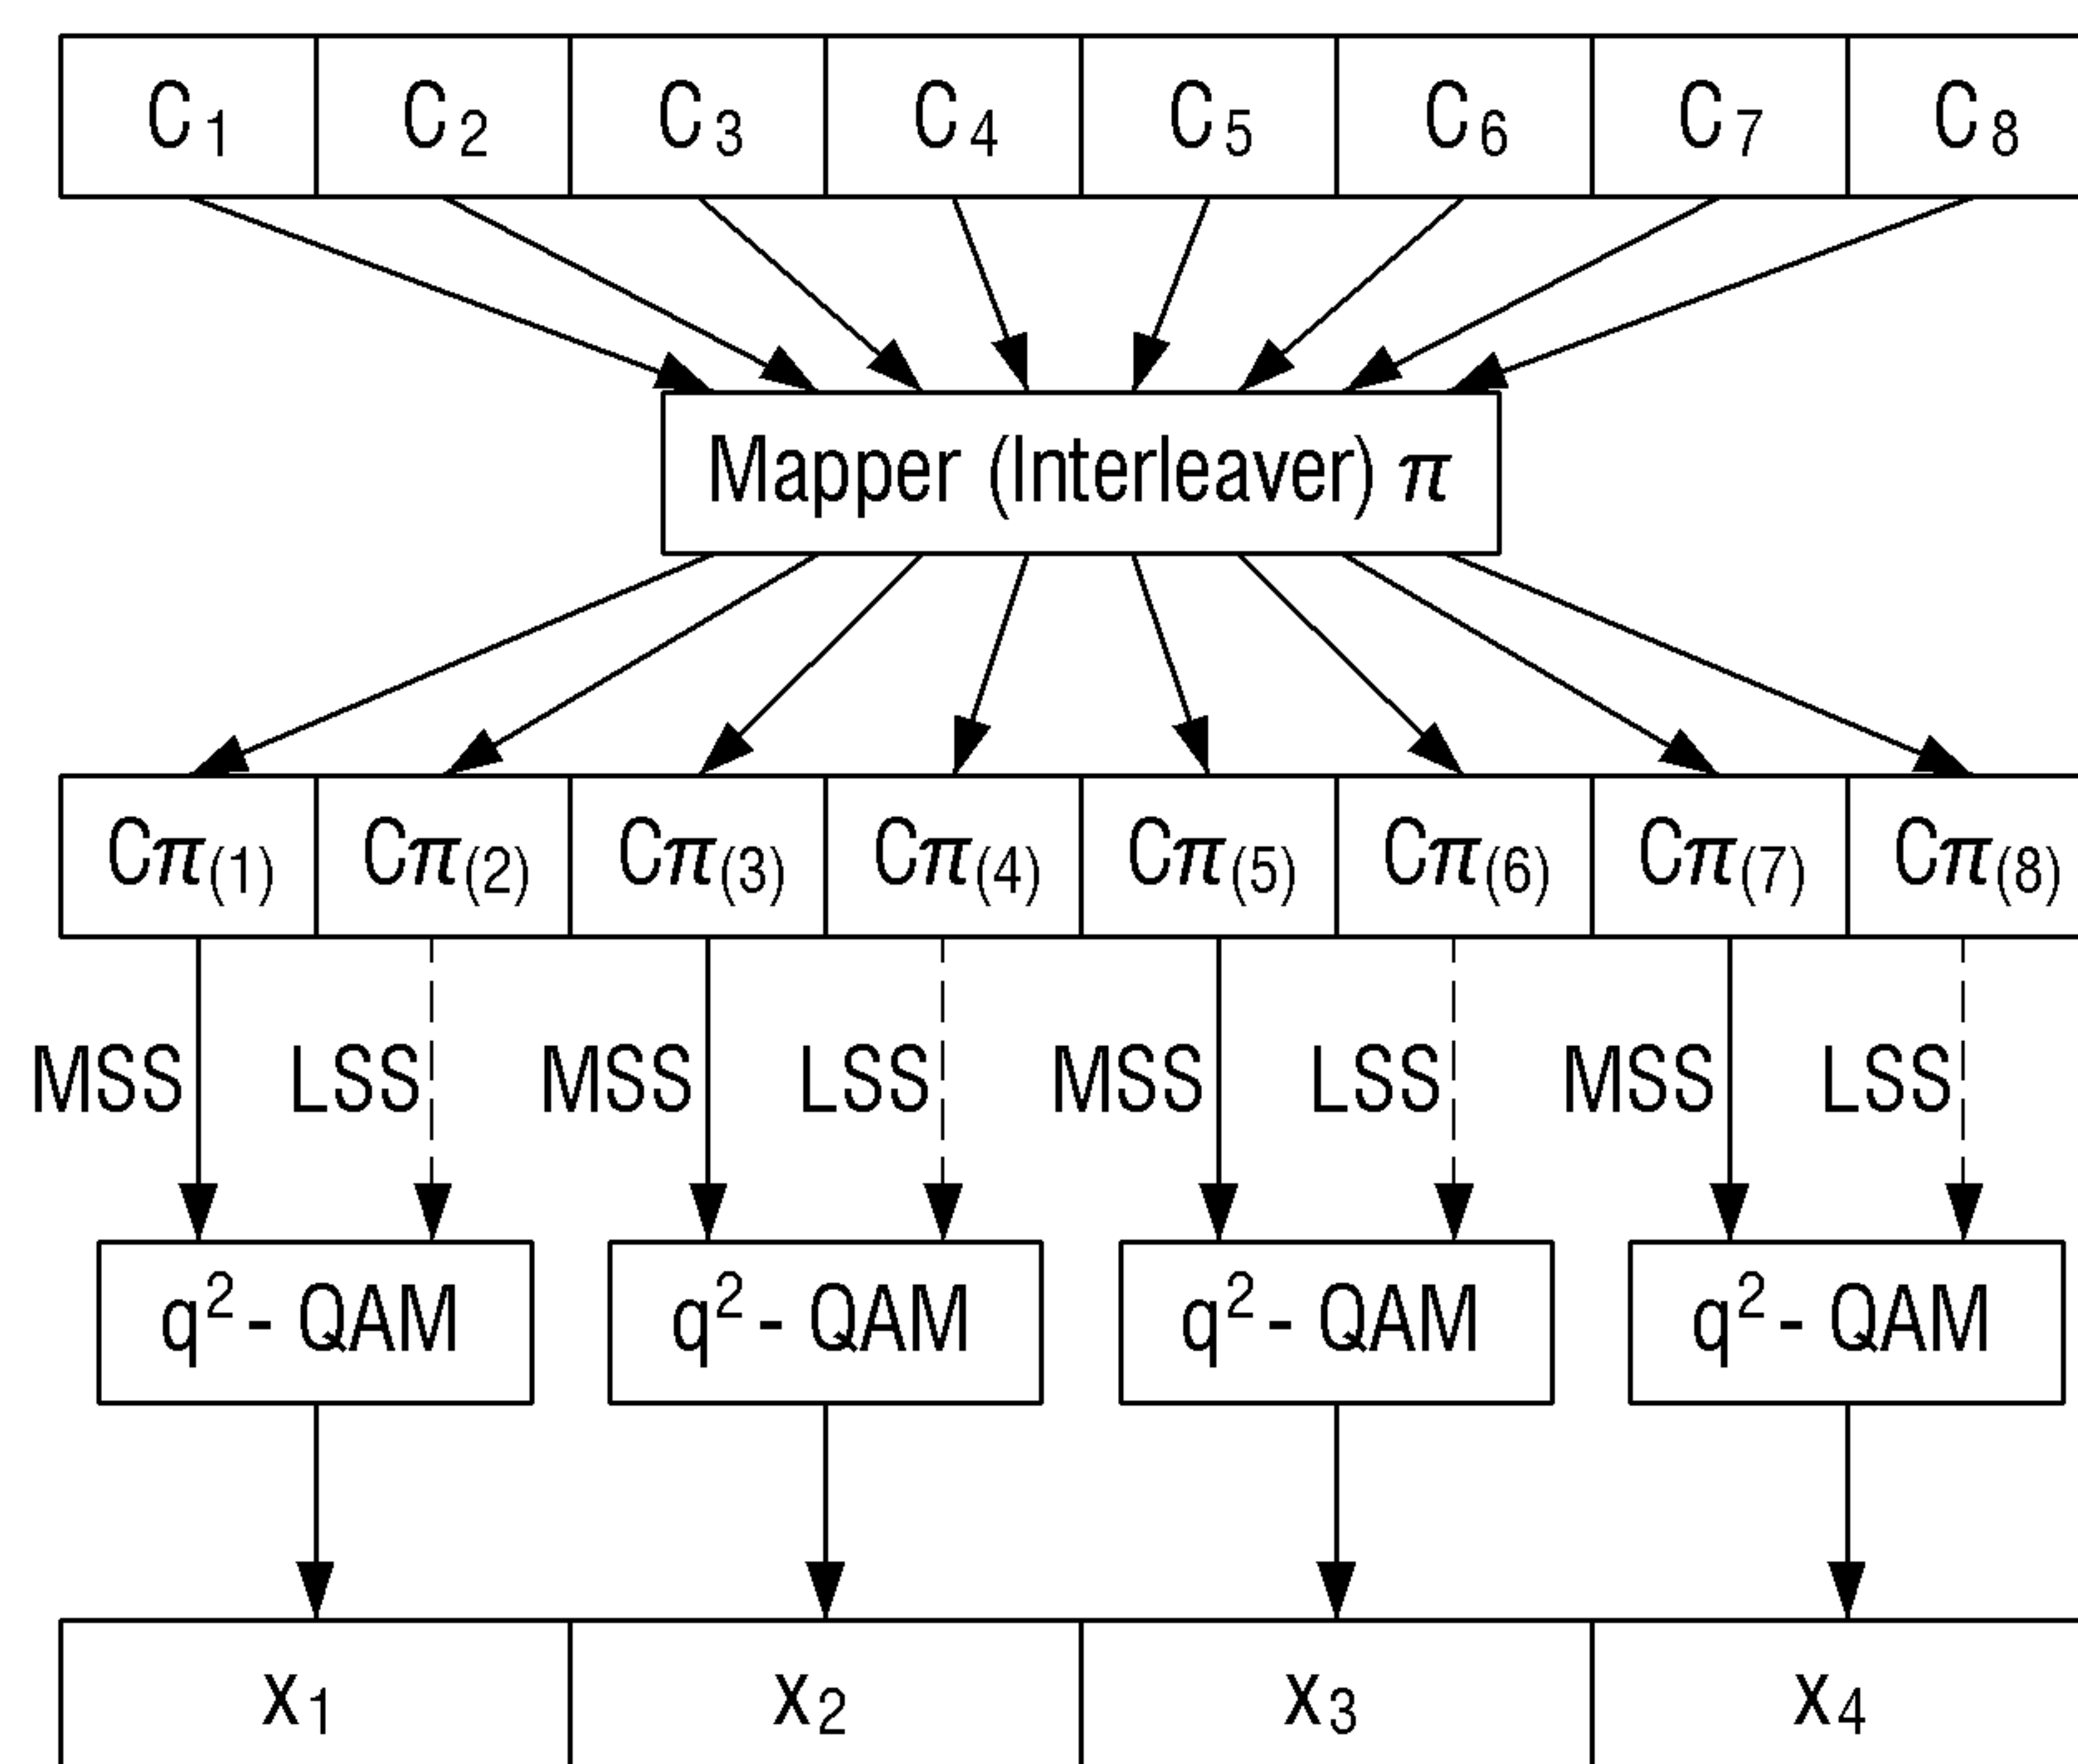 C1 C2 C3 C4 C5 C6 C7 C8
Mapper (Interleaver) π
Cπ(1) Cπ(2) Cπ(3) Cπ(4) Cπ(5) Cπ(6) Cπ(7) Cπ(8)
MSS LSS MSS LSS MSS LSS MSS LSS
q² - QAM q² - QAM q² - QAM q² - QAM
x1 x2 x3 x4